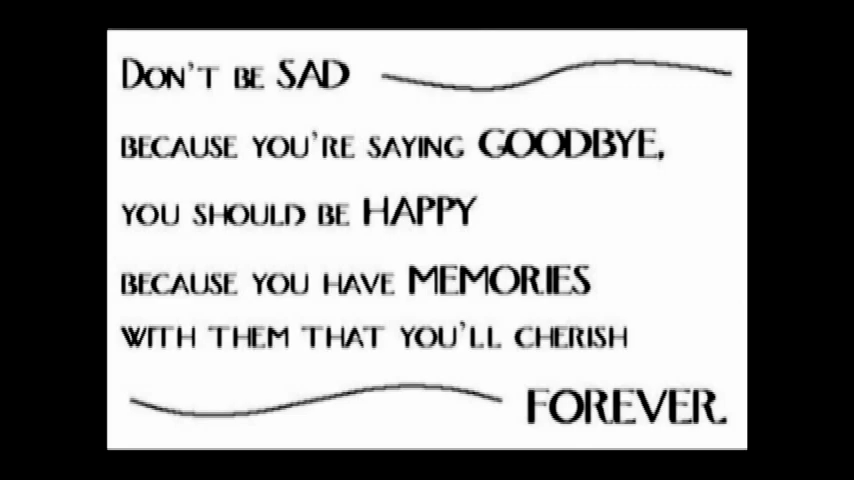 DON'T BE SAD
BECAUSE YOU'RE SAYING GOODBYE,
YOU SHOULD BE HAPPY
BECAUSE YOU HAVE MEMORIES
WITH THEM THAT YOU'LL CHERISH
FOREVER.